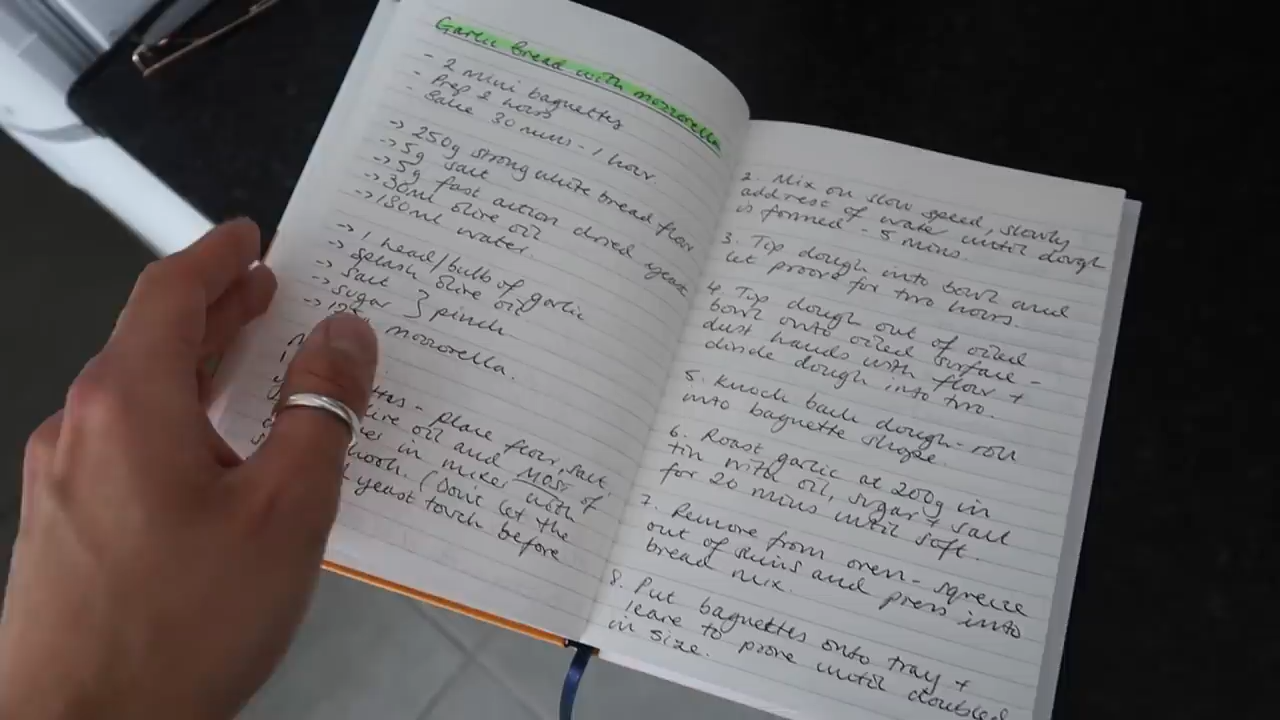 Garlic bread with mozzorella
- 2 mini baguettes
- Prep 2 hours
- Bake 30 mins - 1 hour.
→ 250g strong white bread flour
→ 5g salt
→ 5g fast action dried yeast
→ 30ml olive oil
→ 180ml water.
→ 1 head/bulb of garlic
→ splash olive oil
→ salt
→ sugar } pinch
→ mozzorella.
- place flour, salt,
oil and MOST of
in mixer with
hook. (Don't let the
yeast touch before
2. Mix on slow speed, slowly
add rest of water until dough
is formed - 5 mins.
3. Tip dough into bowl and
let proove for two hours.
4. Tip dough out of oiled
bowl onto oiled surface -
dust hands with flour +
divide dough into two.
5. Knock back dough - roll
into baguette shape.
6. Roast garlic at 200g in
tin with oil, sugar + salt
for 20 mins until soft.
7. Remove from oven - squeeze
out of skins and press into
bread mix.
8. Put baguettes onto tray +
leave to prove until doubled
in size.